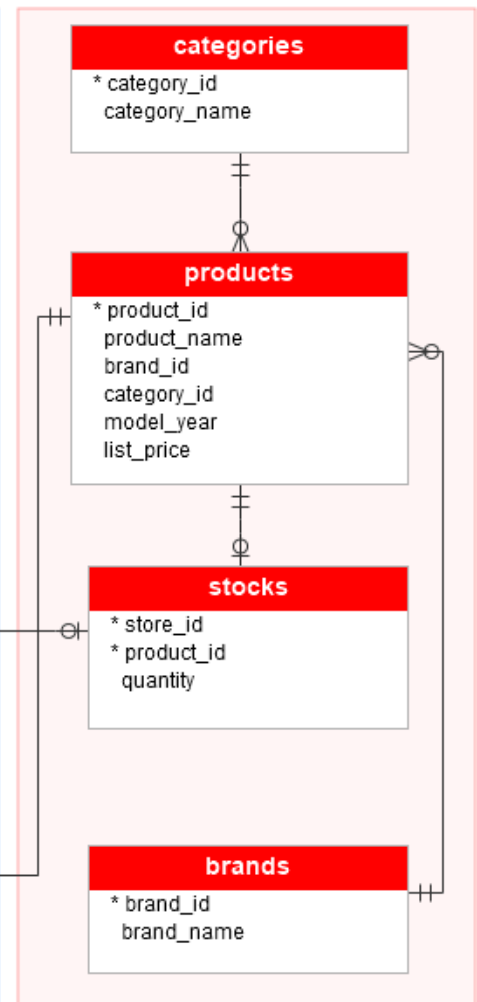 categories
* category_id
category_name
products
* product_id
product_name
brand_id
category_id
model_year
list_price
stocks
* store_id
* product_id
quantity
brands
* brand_id
brand_name